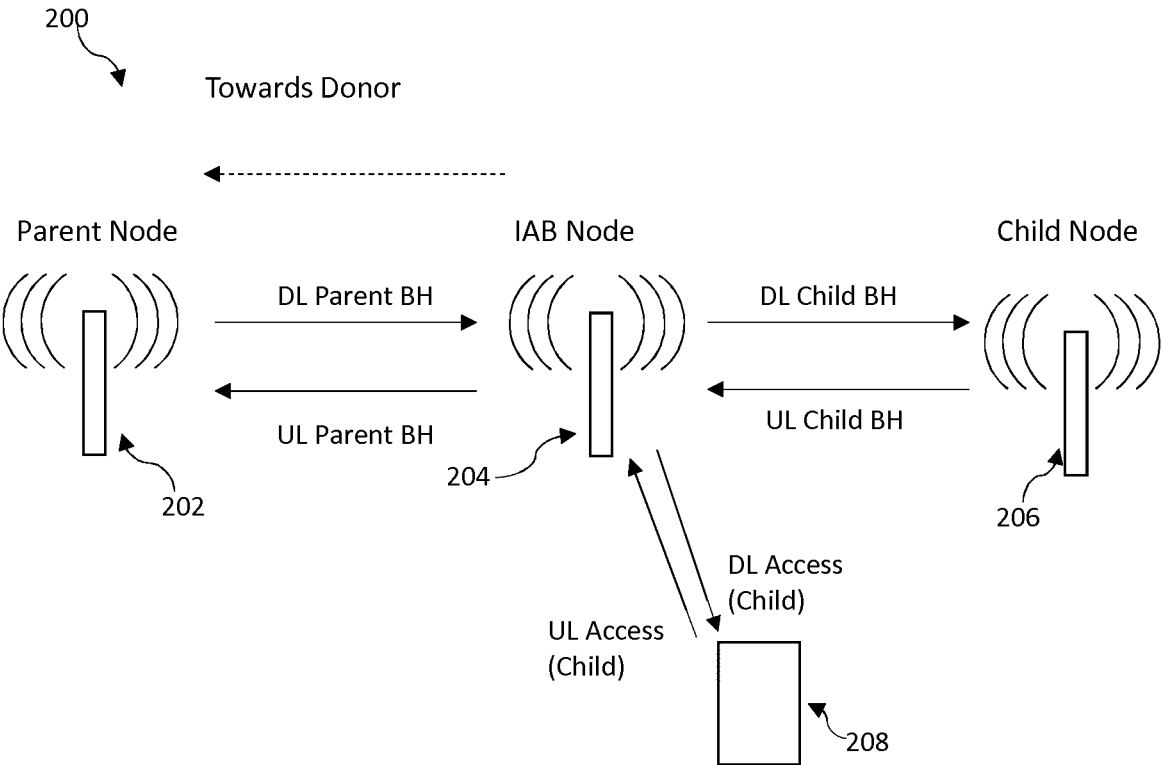 200
Towards Donor
Parent Node
IAB Node
Child Node
DL Parent BH
DL Child BH
UL Parent BH
UL Child BH
204
202
206
DL Access
(Child)
UL Access
(Child)
208